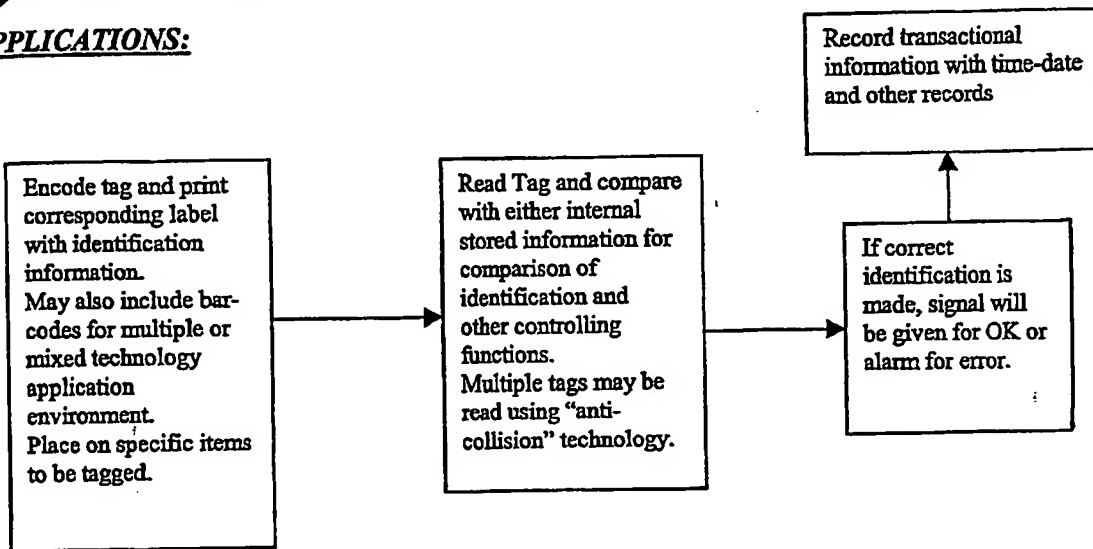 PPLICATIONS:
Encode tag and print
corresponding label
with identification
information.
May also include bar-
codes for multiple or
mixed technology
application
environment.
Place on specific items
to be tagged.
Read Tag and compare
with either internal
stored information for
comparison of
identification and
other controlling
functions.
Multiple tags may be
read using “anti-
collision” technology.
If correct
identification is
made, signal will
be given for OK or
alarm for error.
Record transactional
information with time-date
and other records